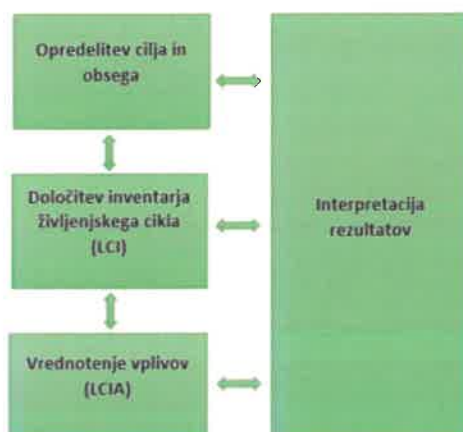 Opredelitev cilja in
obsega
Določitev inventarja
življenjskega cikla
(LCI)
Interpretacija
rezultatov
Vrednotenje vplivov
(LCIA)